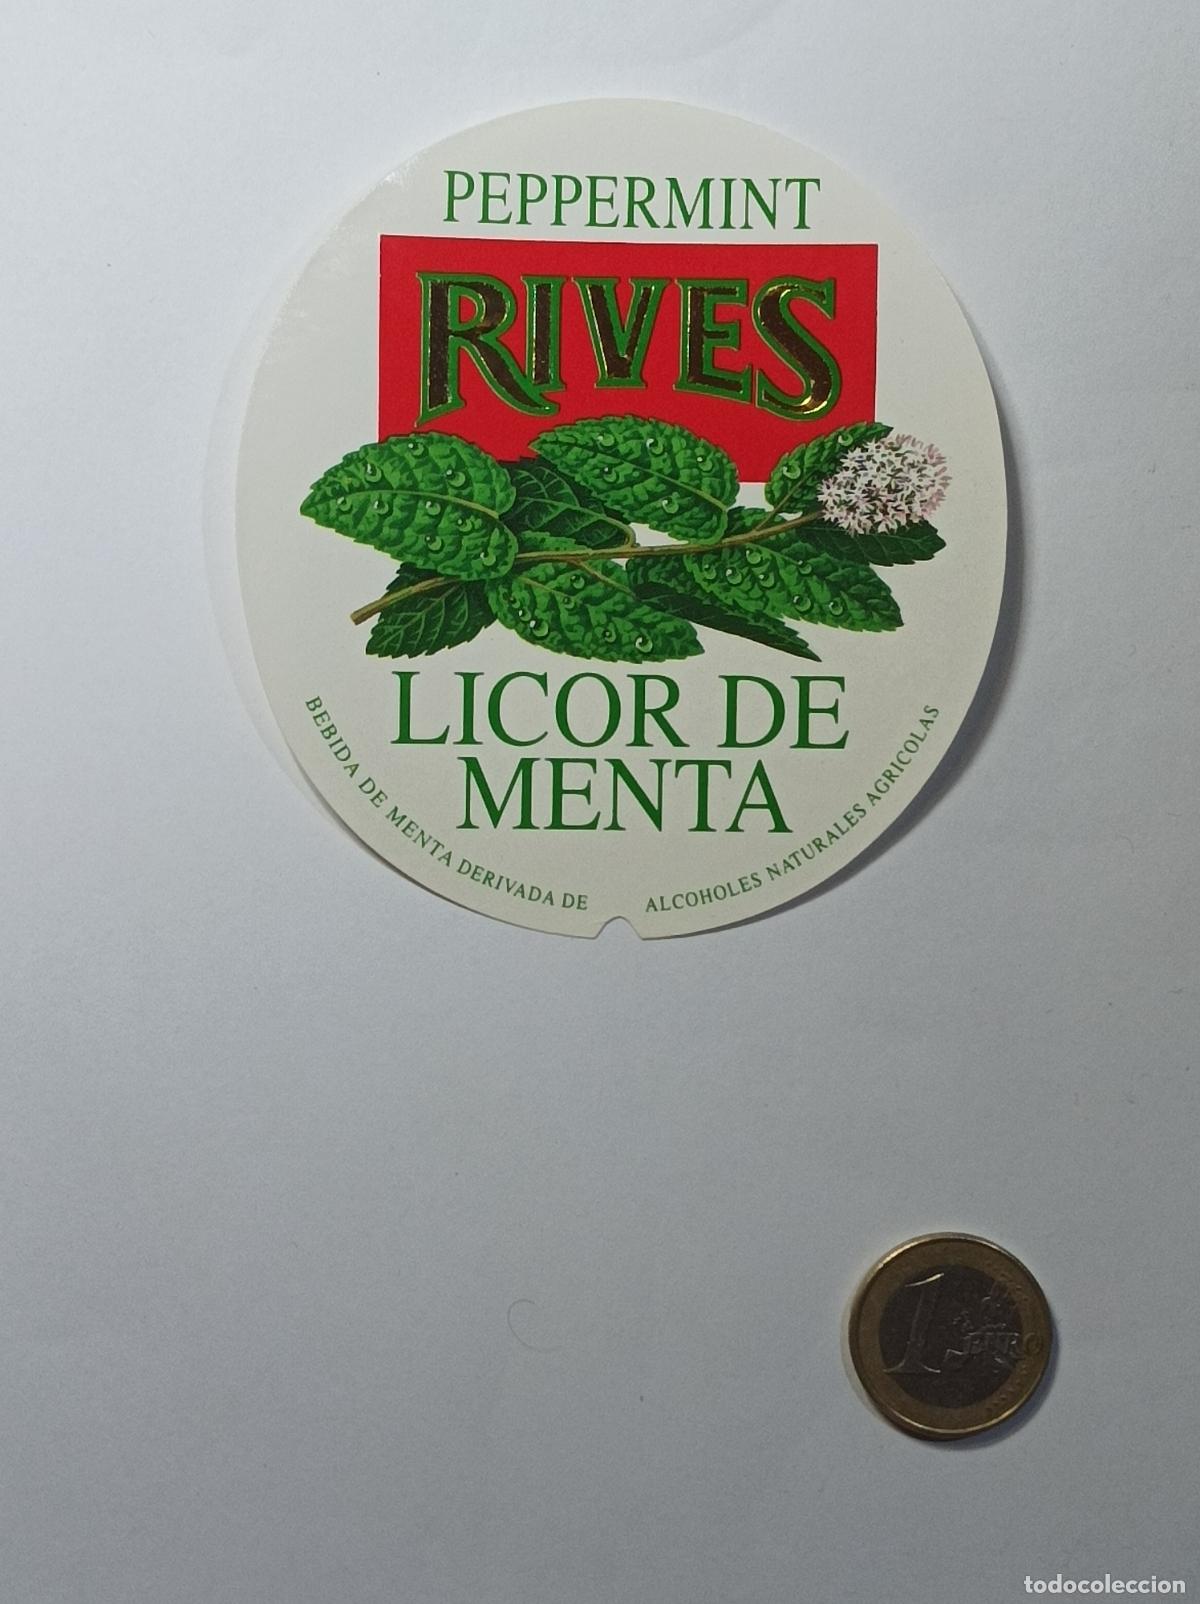 PEPPERMINT
RIVES
LICOR DE
MENTA
BEBIDA DE MENTA DERIVADA DE ALCOHOLES NATURALES AGRICOLAS
1 EURO
todocoleccion